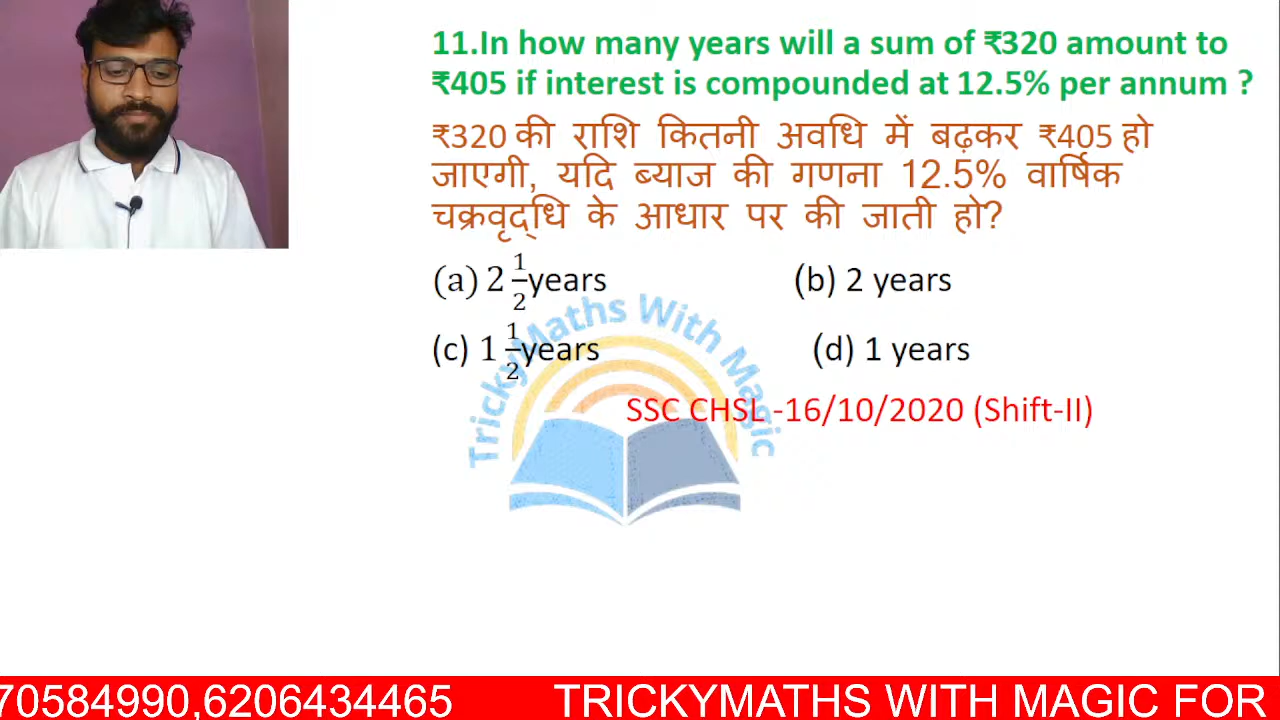 11.In how many years will a sum of ₹320 amount to
₹405 if interest is compounded at 12.5% per annum ?
₹320 की राशि कितनी अवधि में बढ़कर ₹405 हो
जाएगी, यदि ब्याज की गणना 12.5% वार्षिक
चक्रवृद्धि के आधार पर की जाती हो?
(a) 2 1/2 years (b) 2 years
(c) 1 1/2 years (d) 1 years
TrickyMaths With Magic
SSC CHSL -16/10/2020 (Shift-II)
70584990,6206434465 TRICKYMATHS WITH MAGIC FOR